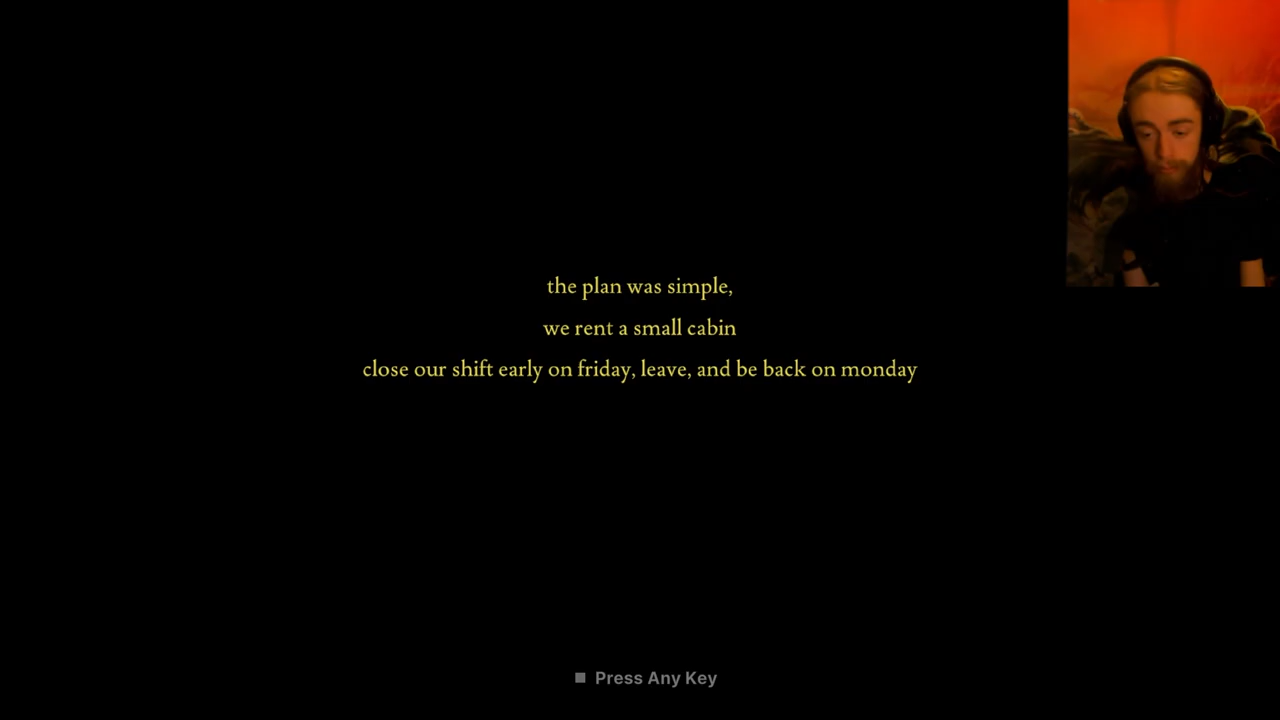 the plan was simple,
we rent a small cabin
close our shift early on friday, leave, and be back on monday
Press Any Key